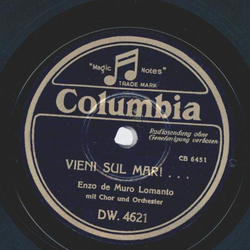 "Magic Notes"
TRADE MARK
Columbia
Radiosendung ohne
Genehmigung verboten
CB 6451
VIENI SUL MAR! . . .
Enzo de Muro Lomanto
mit Chor und Orchester
DW. 4621